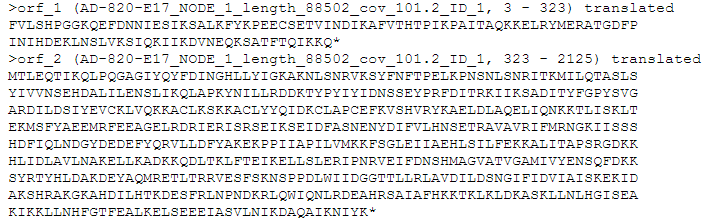 >orf_1 (AD-820-E17_NODE_1_length_88502_cov_101.2_ID_1, 3 - 323) translated
FVLSHPGGKQEFDNNIESIKSALKFYKPEECSETVINDIKAFVTHTPIKPAITAQKKELRYMERATGDFP
INIHDEKLNSLVKSIQKIIKDVNEQKSATFTQIKKQ*
>orf_2 (AD-820-E17_NODE_1_length_88502_cov_101.2_ID_1, 323 - 2125) translated
MTLEQTIKQLPQGAGIYQYFDINGHLLYIGKAKNLSNRVKSYFNFTPELKPNSNLSNRITKMILQTASLS
YIVVNSEHDALILENSLIKQLAPKYNILLRDDKTYPYIYIDNSSEYPRFDITRKIIKSADITYFGPYSVG
ARDILDSIYEVCKLVQKKACLKSKKACLYYQIDKCLAPCEFKVSHVRYKAELDLAQELIQNKKTLISKLT
EKMSFYAEEMRFEEAGELRDRIERISRSEIKSEIDFASNENYDIFVLHNSETRAVAVRIFMRNGKIISSS
HDFIQLNDGYDEDEFYQRVLLDFYAKEKPPIIAPILVMKKFSGLEIIAEHLSILFEKKALITAPSRGDKK
HLIDLAVLNAKELLKADKKQDLTKLFTEIKELLSLERIPNRVEIFDNSHMAGVATVGAMIVYENSQFDKK
SYRTYHLDAKDEYAQMRETLTRRVESFSKNSPPDLWIIDGGTTLLRLAVDILDSNGIFIDVIAISKEKID
AKSHRAKGKAHDILHTKDESFRLNPNDKRLQWIQNLRDEAHRSAIAFHKKTKLKLDKASKLLNLHGISEA
KIKKLLNHFGTFEALKELSEEEIASVLNIKDAQAIKNIYK*